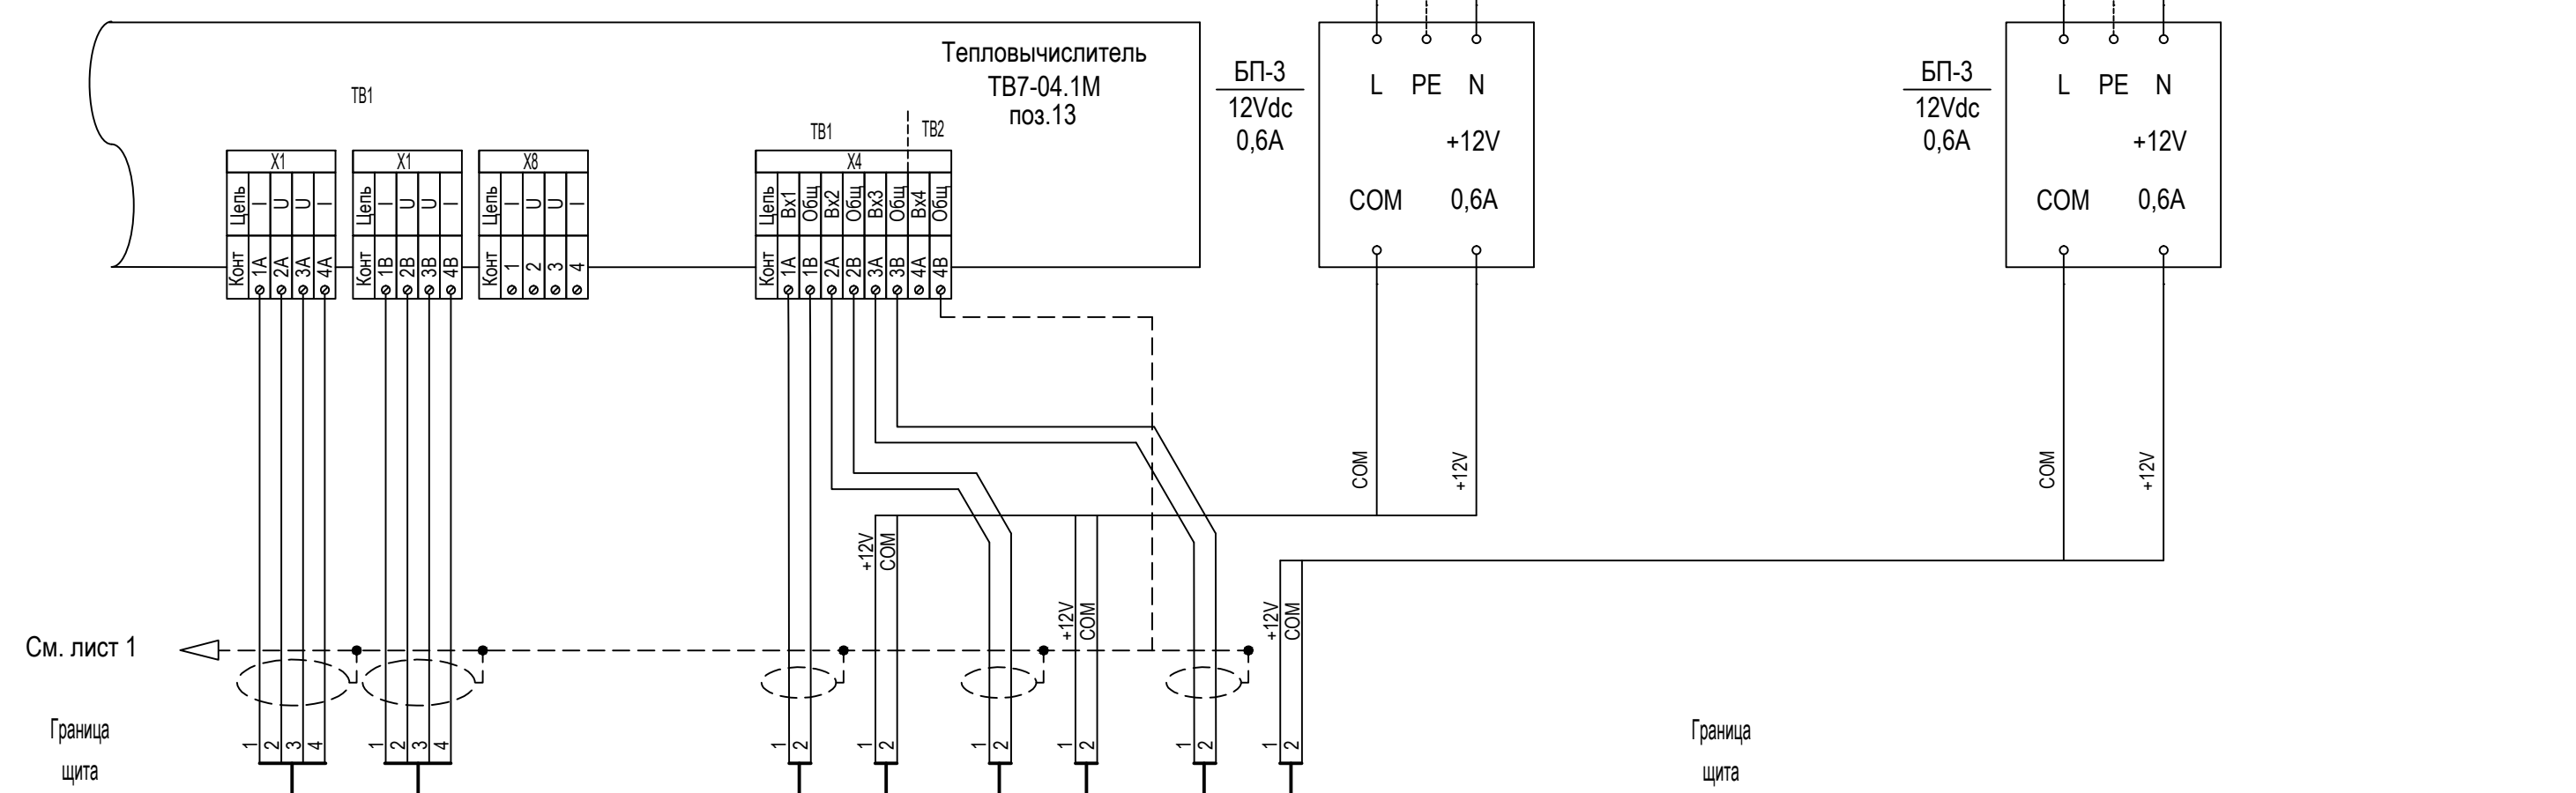 Тепловычислитель
ТВ7-04.1М
поз.13
ТВ1
ТВ1
ТВ2
X1
Цепь I U U I
Конт 1A 2A 3A 4A
X1
Цепь I U U I
Конт 1B 2B 3B 4B
X8
Цепь I U U I
Конт 1 2 3 4
X4
Цепь Вх1 Общ Вх2 Общ Вх3 Общ Вх4 Общ
Конт 1A 1B 2A 2B 3A 3B 4A 4B
БП-3
12Vdc
0,6A
L PE N
+12V
COM 0,6A
БП-3
12Vdc
0,6A
L PE N
+12V
COM 0,6A
COM +12V
COM +12V
+12V COM
+12V COM
+12V COM
См. лист 1
Граница
щита
1 2 3 4
1 2 3 4
1 2
1 2
1 2
1 2
1 2
1 2
Граница
щита